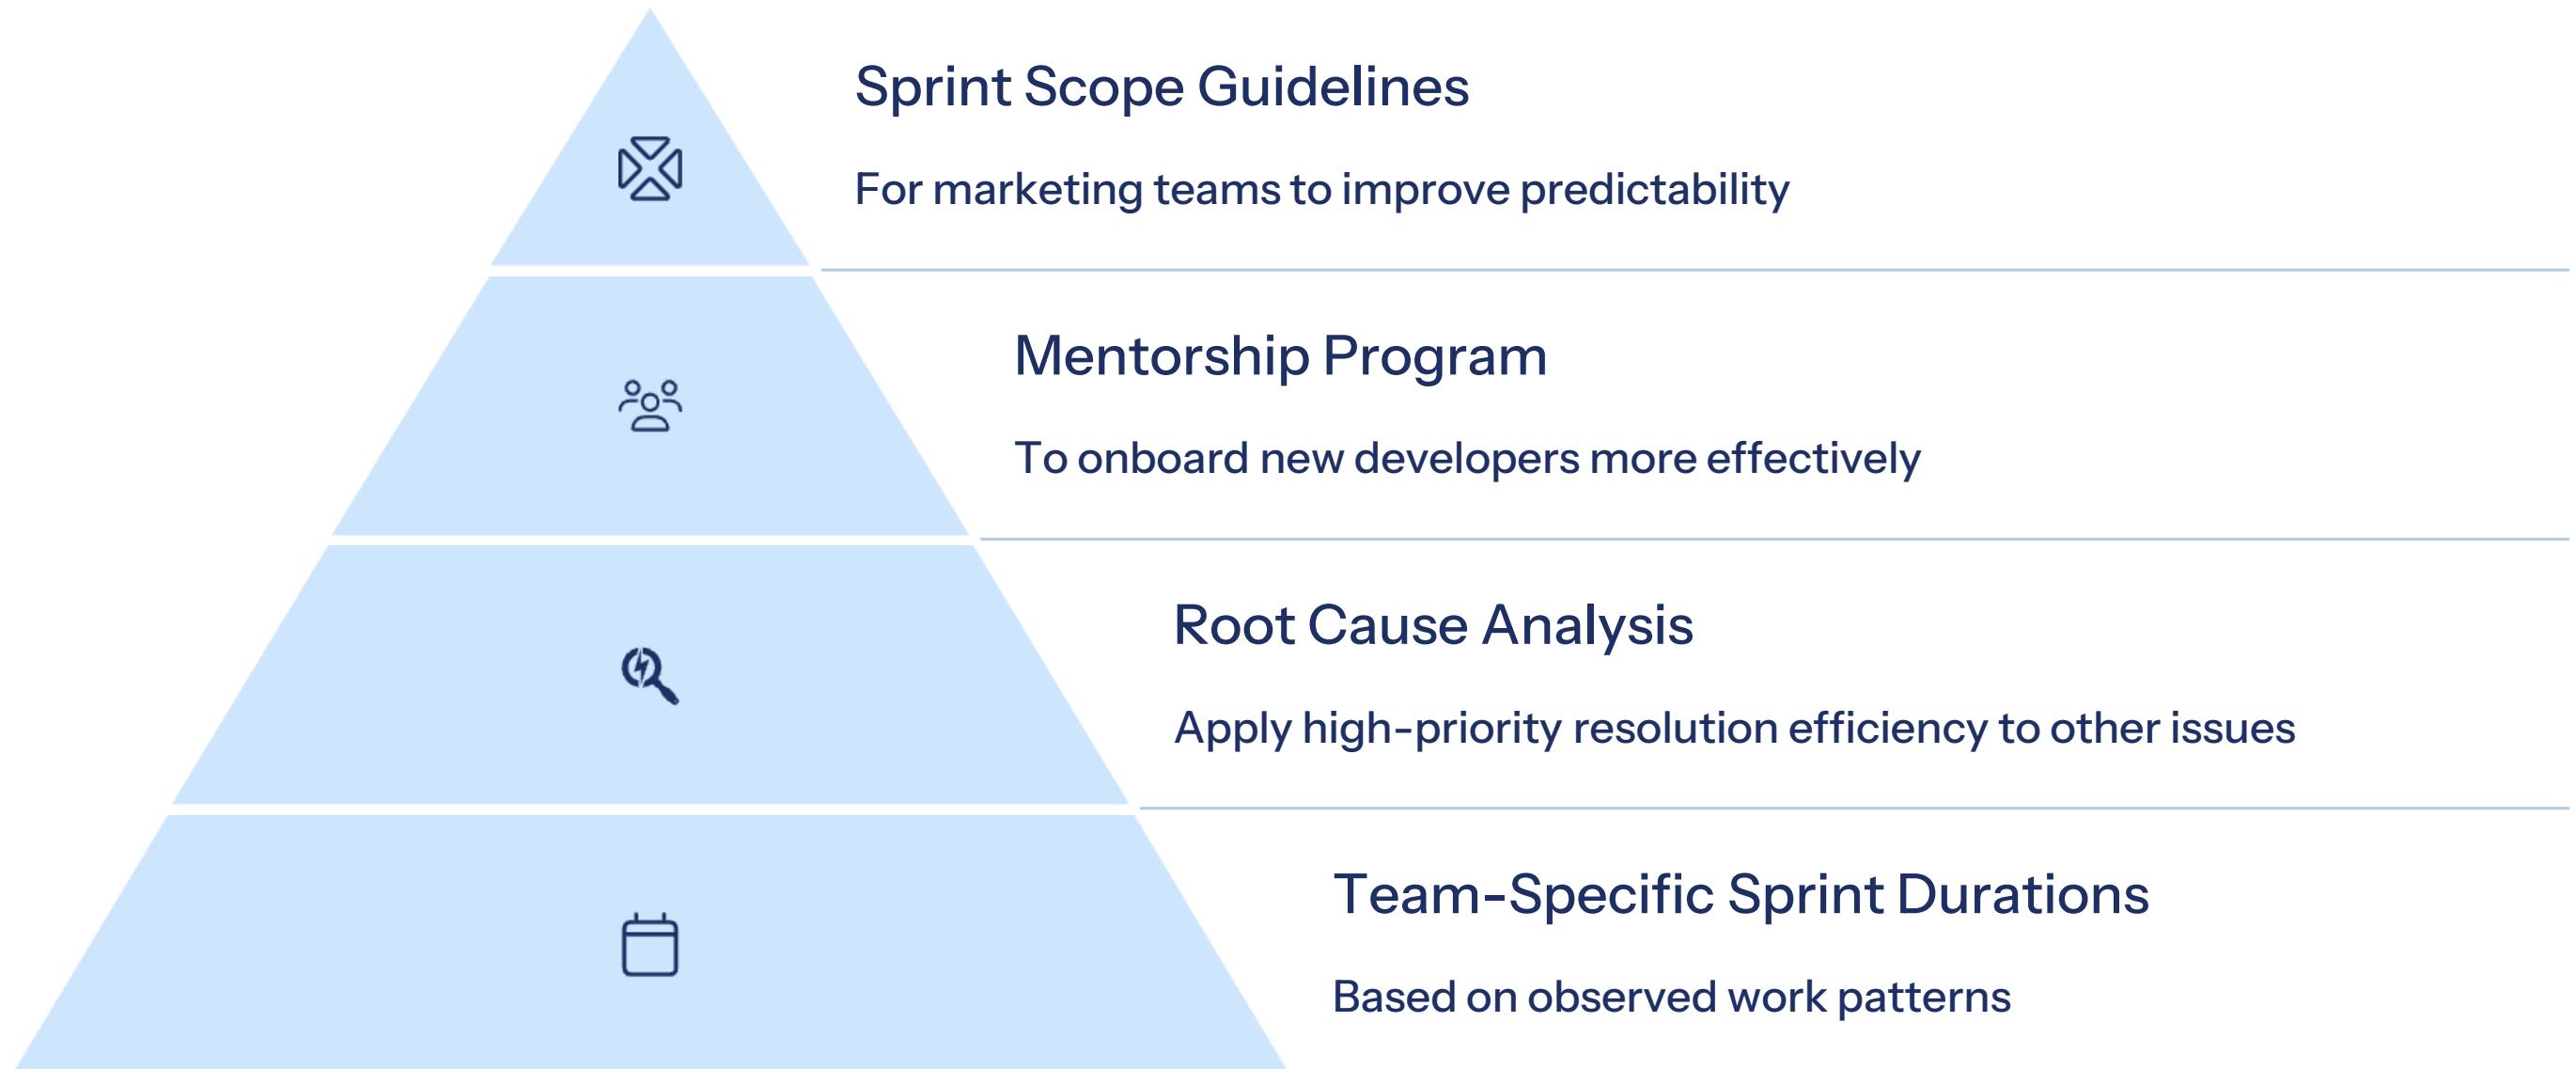 Sprint Scope Guidelines
For marketing teams to improve predictability
Mentorship Program
To onboard new developers more effectively
Root Cause Analysis
Apply high-priority resolution efficiency to other issues
Team-Specific Sprint Durations
Based on observed work patterns